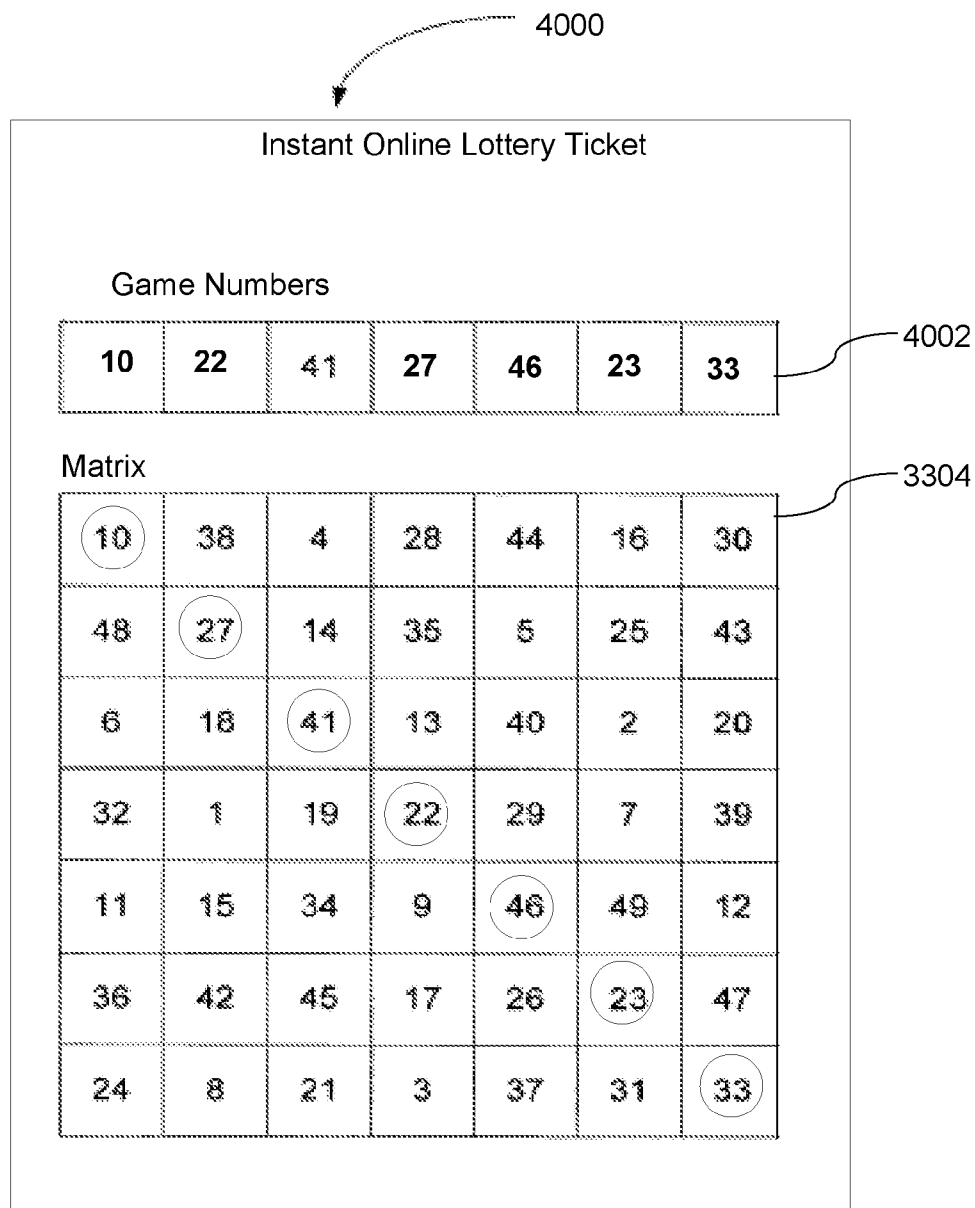 4000
Instant Online Lottery Ticket
Game Numbers
10 22 41 27 46 23 33
4002
Matrix
3304
10 38 4 28 44 16 30
48 27 14 35 5 25 43
6 18 41 13 40 2 20
32 1 19 22 29 7 39
11 15 34 9 46 49 12
36 42 45 17 26 23 47
24 8 21 3 37 31 33